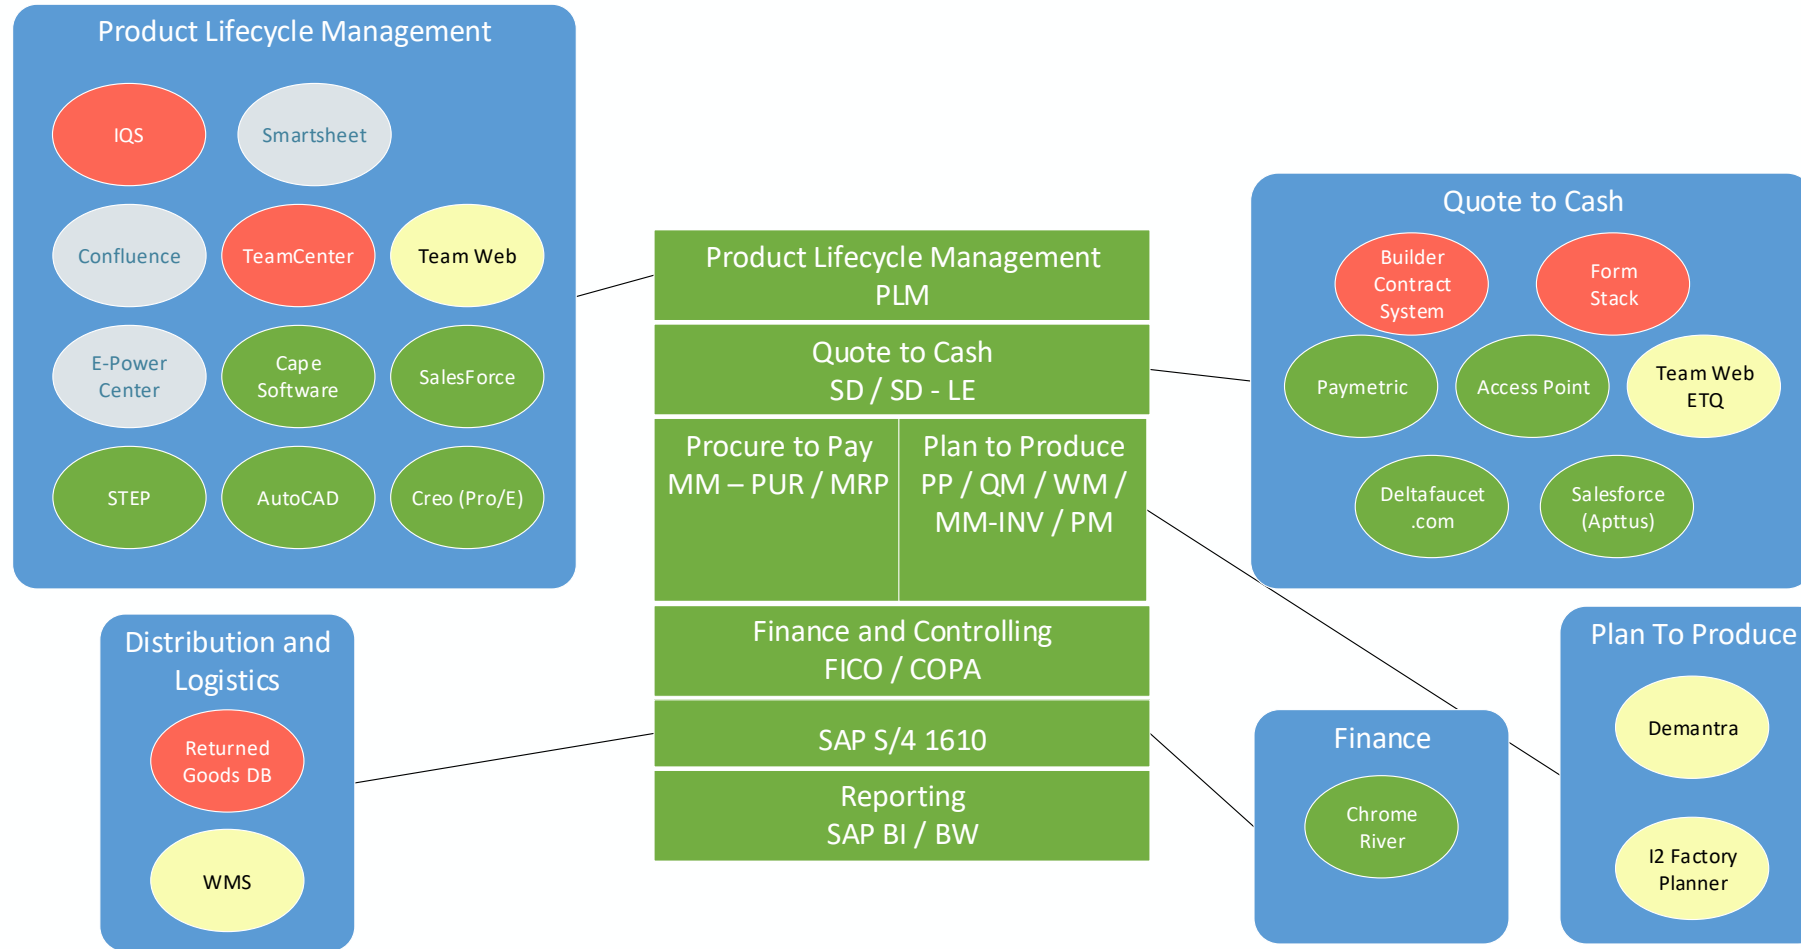 Product Lifecycle Management
IQS
Smartsheet
Confluence
TeamCenter
Team Web
E-Power
Center
Cape
Software
SalesForce
STEP
AutoCAD
Creo (Pro/E)
Distribution and
Logistics
Returned
Goods DB
WMS
Product Lifecycle Management
PLM
Quote to Cash
SD / SD - LE
Procure to Pay
MM – PUR / MRP
Plan to Produce
PP / QM / WM /
MM-INV / PM
Finance and Controlling
FICO / COPA
SAP S/4 1610
Reporting
SAP BI / BW
Quote to Cash
Builder
Contract
System
Form
Stack
Paymetric
Access Point
Team Web
ETQ
Deltafaucet
.com
Salesforce
(Apttus)
Finance
Chrome
River
Plan To Produce
Demantra
I2 Factory
Planner